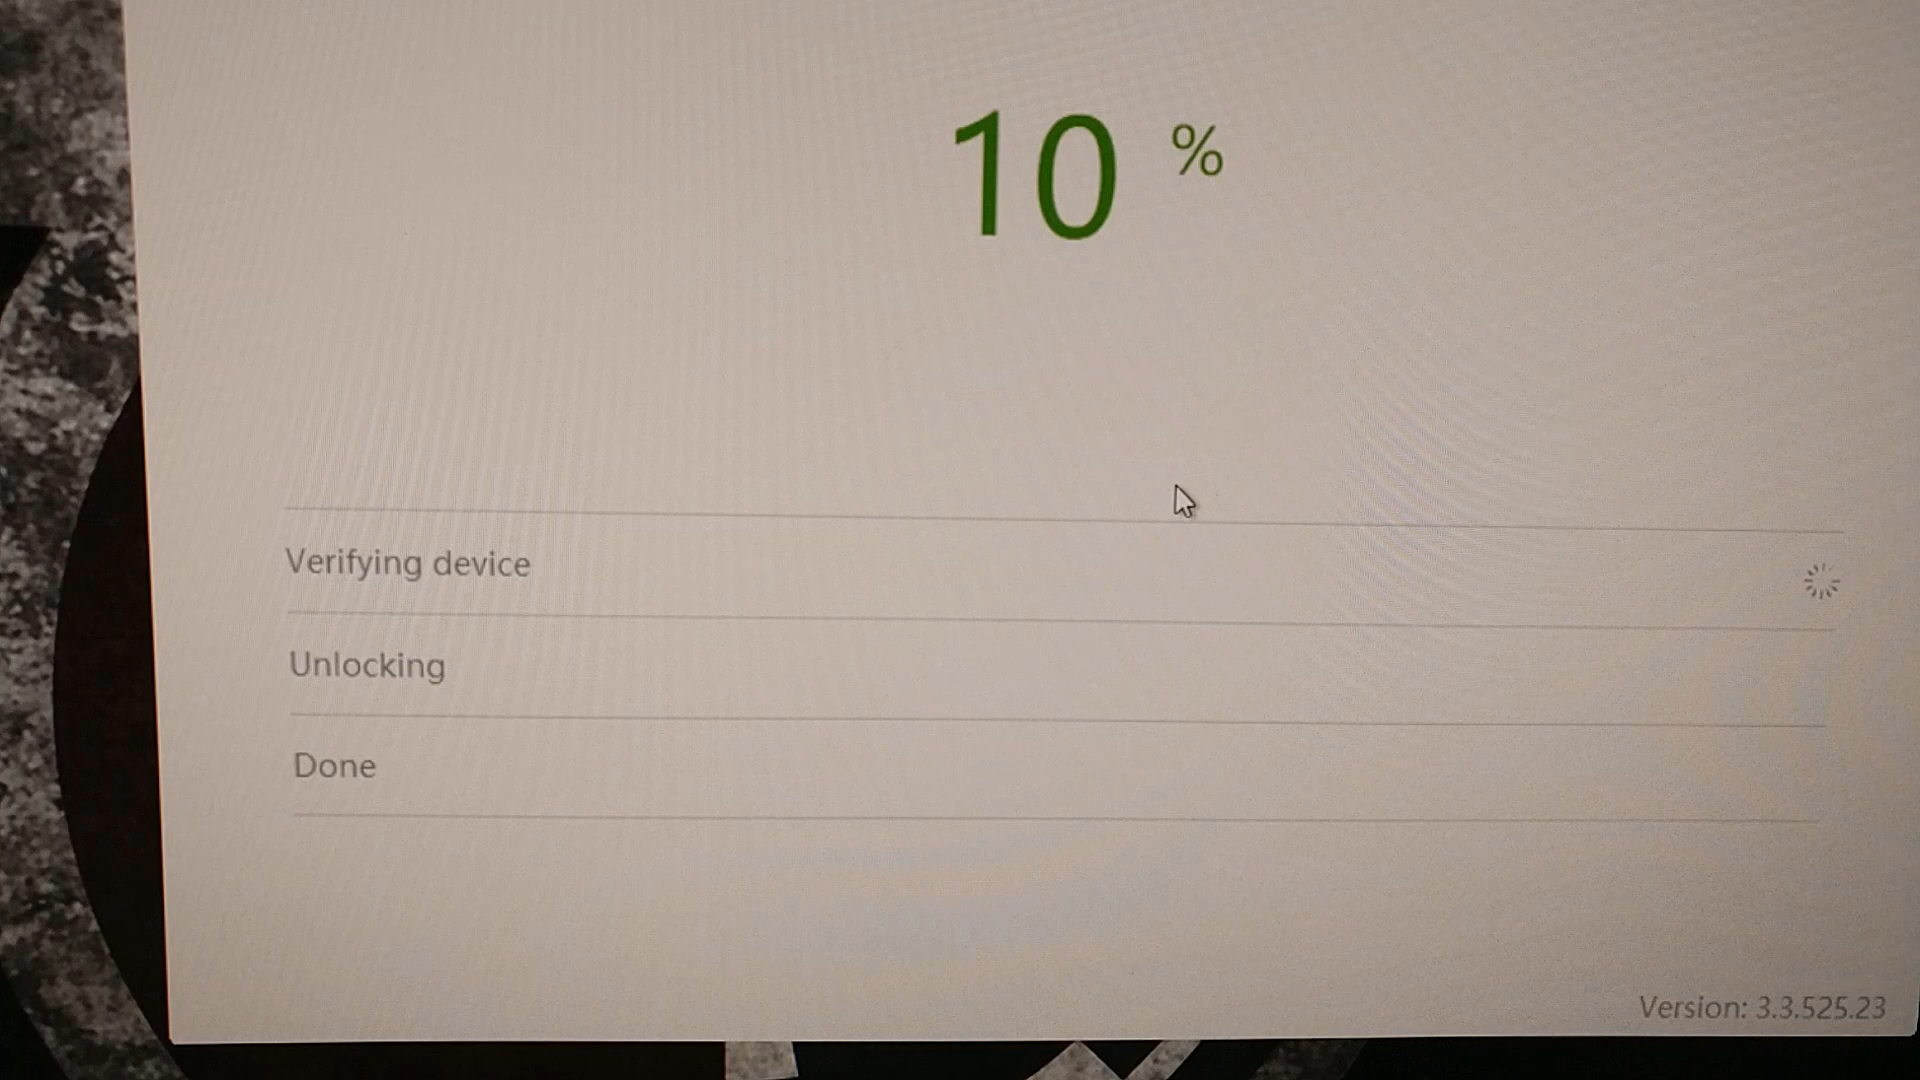 10 %
Verifying device
Unlocking
Done
Version: 3.3.525.23